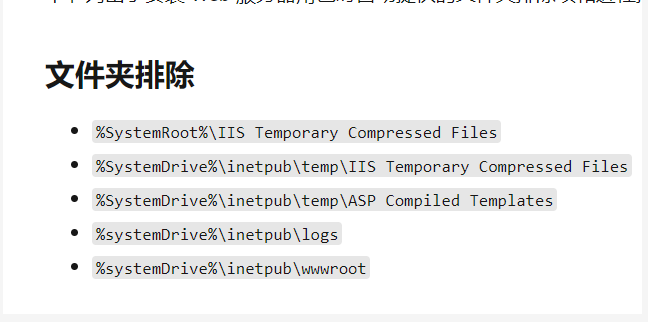 文件夹排除
%SystemRoot%\IIS Temporary Compressed Files
%SystemDrive%\inetpub\temp\IIS Temporary Compressed Files
%SystemDrive%\inetpub\temp\ASP Compiled Templates
%systemDrive%\inetpub\logs
%systemDrive%\inetpub\wwwroot